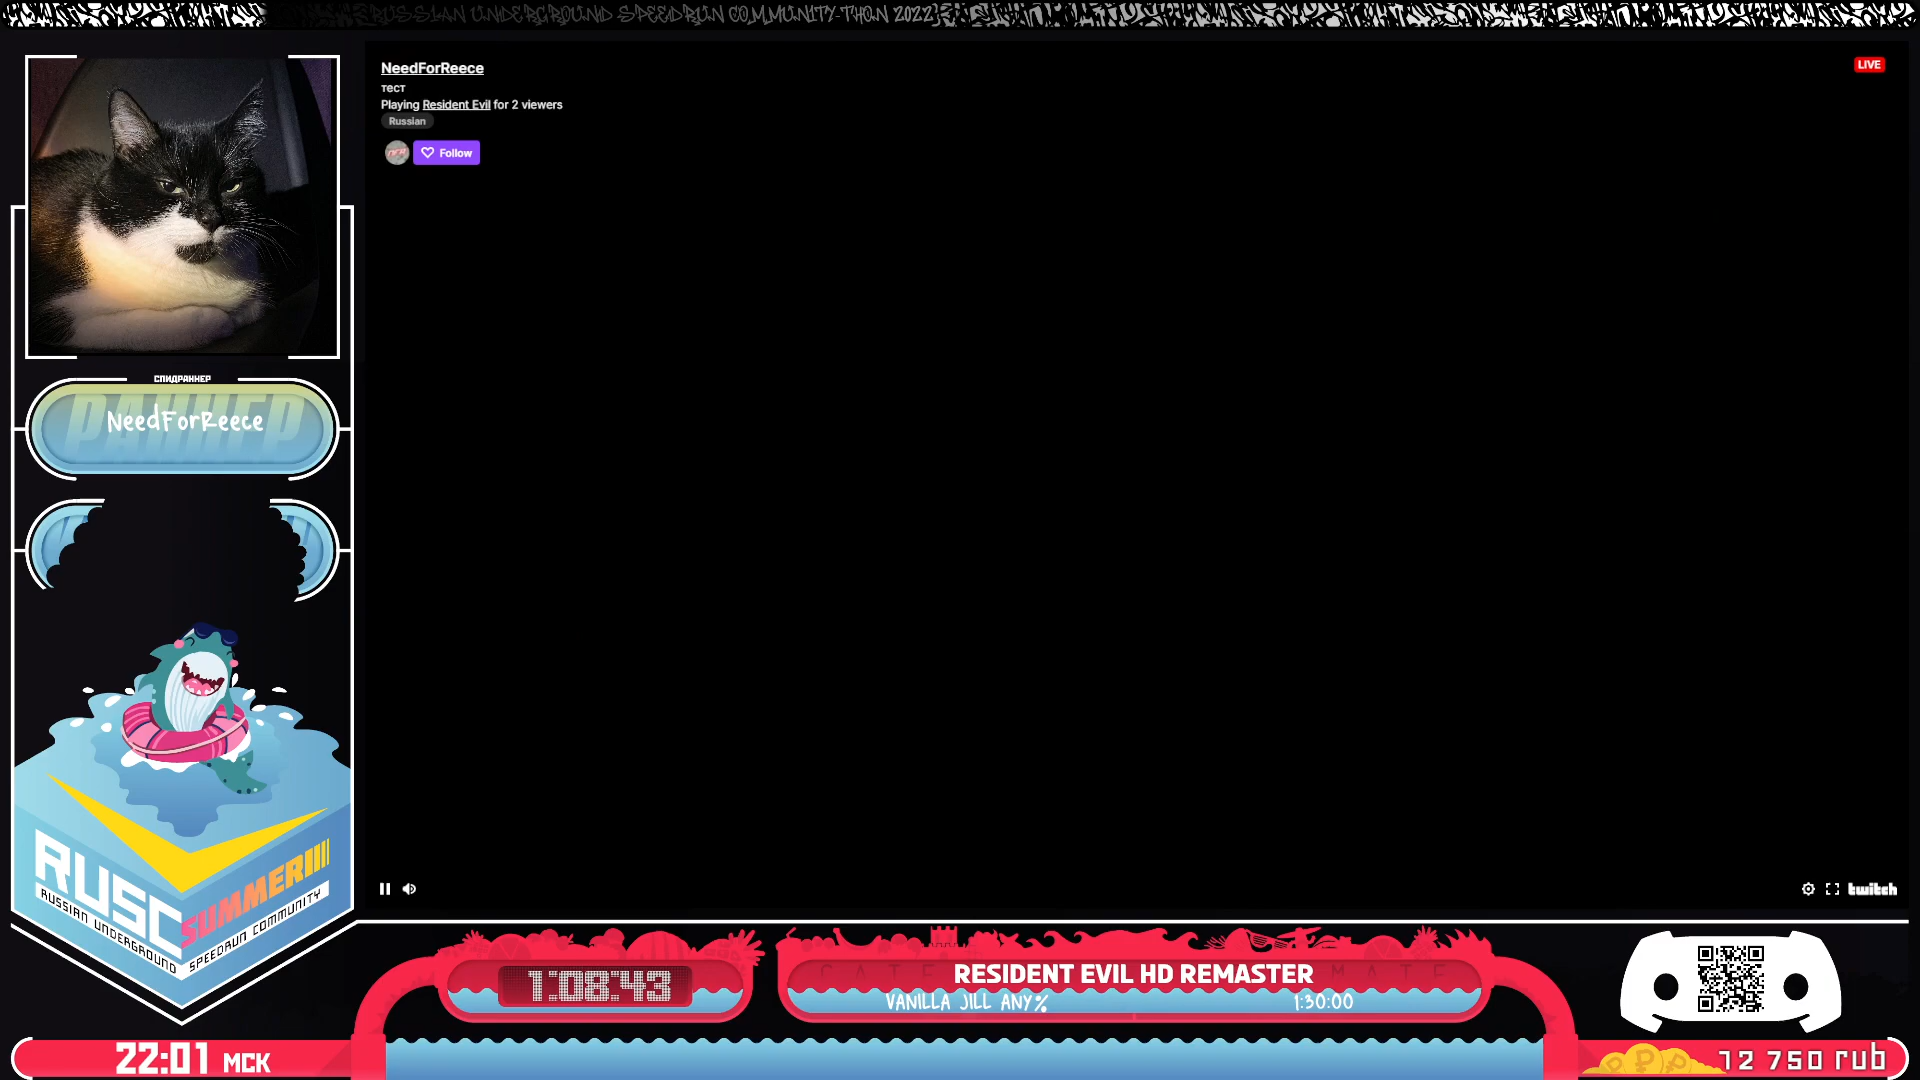 RUSSIAN UNDERGROUND SPEEDRUN COMMUNITY-THON 2022
NeedForReece
тест
Playing Resident Evil for 2 viewers
Russian
Follow
LIVE
СПИДРАННЕР
РАННЕР
NeedForReece
RUSC
SUMMER
RUSSIAN UNDERGROUND
SPEEDRUN COMMUNITY
twitch
1:08:43
RESIDENT EVIL HD REMASTER
VANILLA JILL ANY%
1:30:00
22:01 МСК
12 750 rub